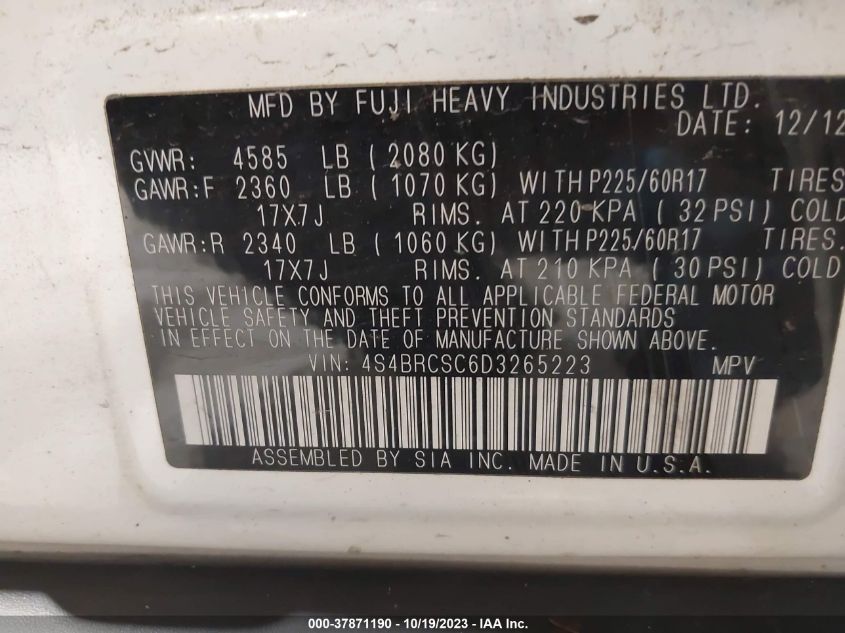 MFD BY FUJI HEAVY INDUSTRIES LTD.
DATE: 12/12
GVWR: 4585 LB ( 2080 KG)
GAWR:F 2360 LB ( 1070 KG) WITH P225/60R17 TIRES
17X7J RIMS. AT 220 KPA ( 32 PSI) COLD
GAWR:R 2340 LB ( 1060 KG) WITH P225/60R17 TIRES.
17X7J RIMS. AT 210 KPA ( 30 PSI) COLD
THIS VEHICLE CONFORMS TO ALL APPLICABLE FEDERAL MOTOR
VEHICLE SAFETY AND THEFT PREVENTION STANDARDS
IN EFFECT ON THE DATE OF MANUFACTURE SHOWN ABOVE.
VIN: 4S4BRCSC6D3265223 MPV
ASSEMBLED BY SIA INC. MADE IN U.S.A.
000-37871190 - 10/19/2023 - IAA Inc.